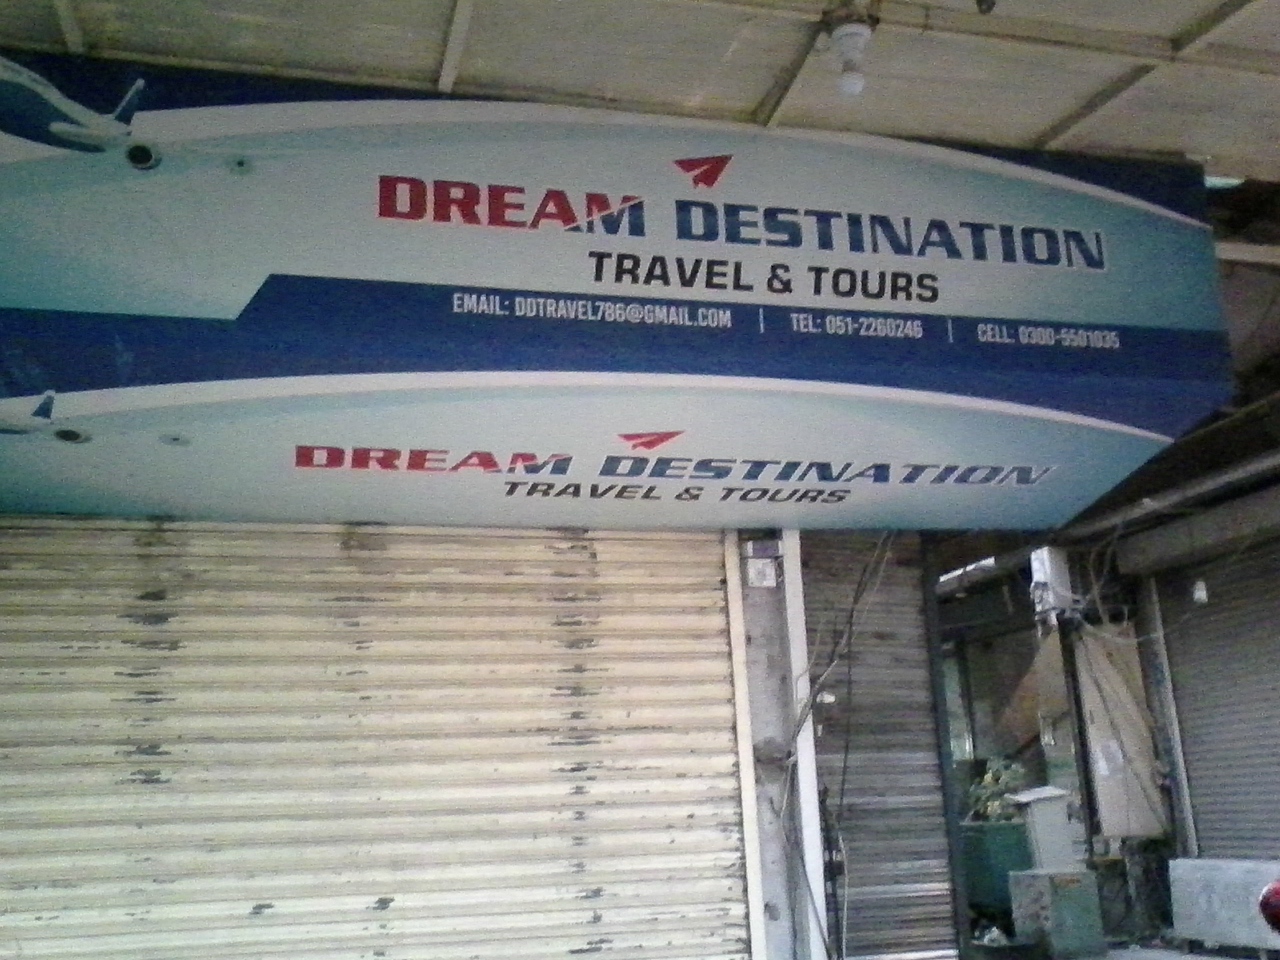 DREAM DESTINATION
TRAVEL & TOURS
EMAIL: DDTRAVEL786@GMAIL.COM | TEL: 051-2260246 | CELL: 0300-5501035
DREAM DESTINATION
TRAVEL & TOURS